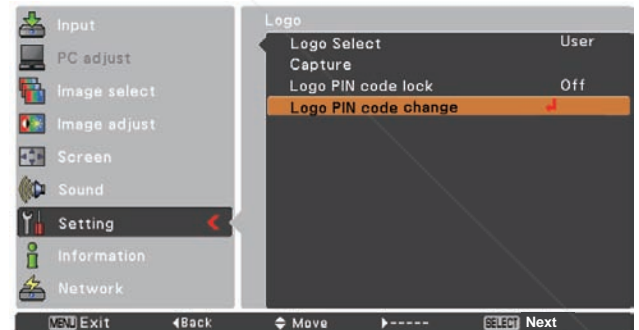 Input
PC adjust
Image select
Image adjust
Screen
Sound
Setting
Information
Network
Logo
Logo Select User
Capture
Logo PIN code lock Off
Logo PIN code change
MENU Exit Back Move ----- SELECT Next